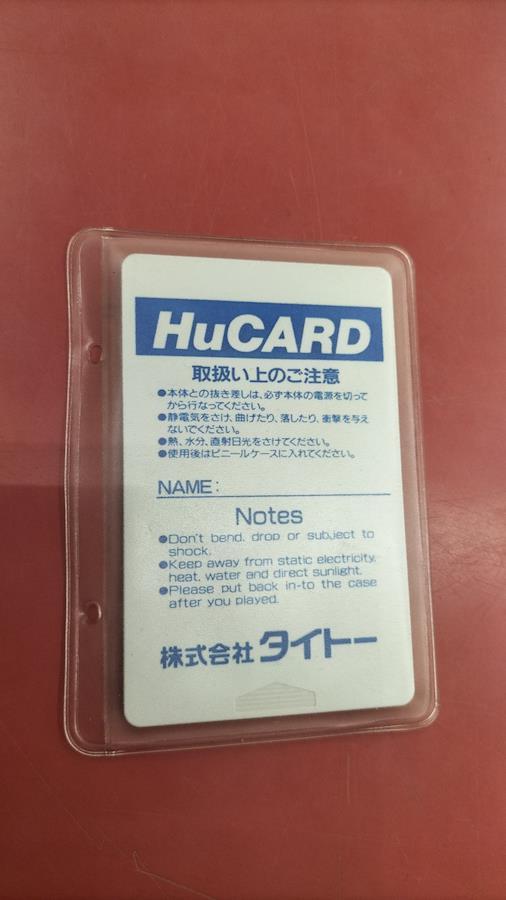 HuCARD
取扱い上のご注意
●本体との抜き差しは、必ず本体の電源を切って
から行なってください。
●静電気をさけ、曲げたり、落したり、衝撃を与え
ないでください。
●熱、水分、直射日光をさけてください。
●使用後はビニールケースに入れてください。
NAME:
Notes
●Don't bend, drop or subject to
shock.
●Keep away from static electricity,
heat, water and direct sunlight.
●Please put back in-to the case
after you played.
株式会社タイトー